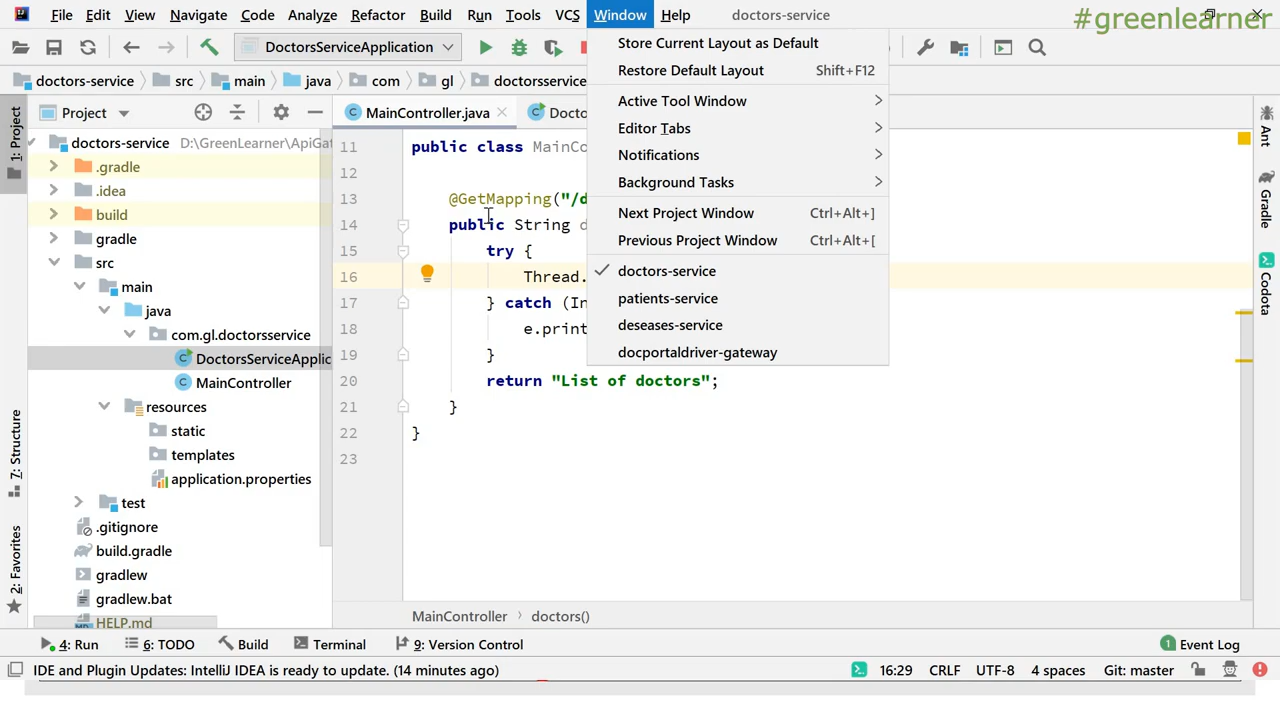 File Edit View Navigate Code Analyze Refactor Build Run Tools VCS Window Help doctors-service
#greenlearner
DoctorsServiceApplication
doctors-service src main java com gl doctorsservice
Project
MainController.java
Store Current Layout as Default
Restore Default Layout Shift+F12
Active Tool Window
Editor Tabs
Notifications
Background Tasks
Next Project Window Ctrl+Alt+]
Previous Project Window Ctrl+Alt+[
doctors-service
patients-service
deseases-service
docportaldriver-gateway
1: Project
7: Structure
2: Favorites
doctors-service
.gradle
.idea
build
gradle
src
main
java
com.gl.doctorsservice
DoctorsServiceApplic
MainController
resources
static
templates
application.properties
test
.gitignore
build.gradle
gradlew
gradlew.bat
HELP.md
11 public class MainCo
12
13 @GetMapping("/d
14 public String d
15 try {
16 Thread.
17 } catch (In
18 e.print
19 }
20 return "List of doctors";
21 }
22 }
23
MainController doctors()
Ant
Gradle
Codota
4: Run 6: TODO Build Terminal 9: Version Control 1 Event Log
IDE and Plugin Updates: IntelliJ IDEA is ready to update. (14 minutes ago) 16:29 CRLF UTF-8 4 spaces Git: master